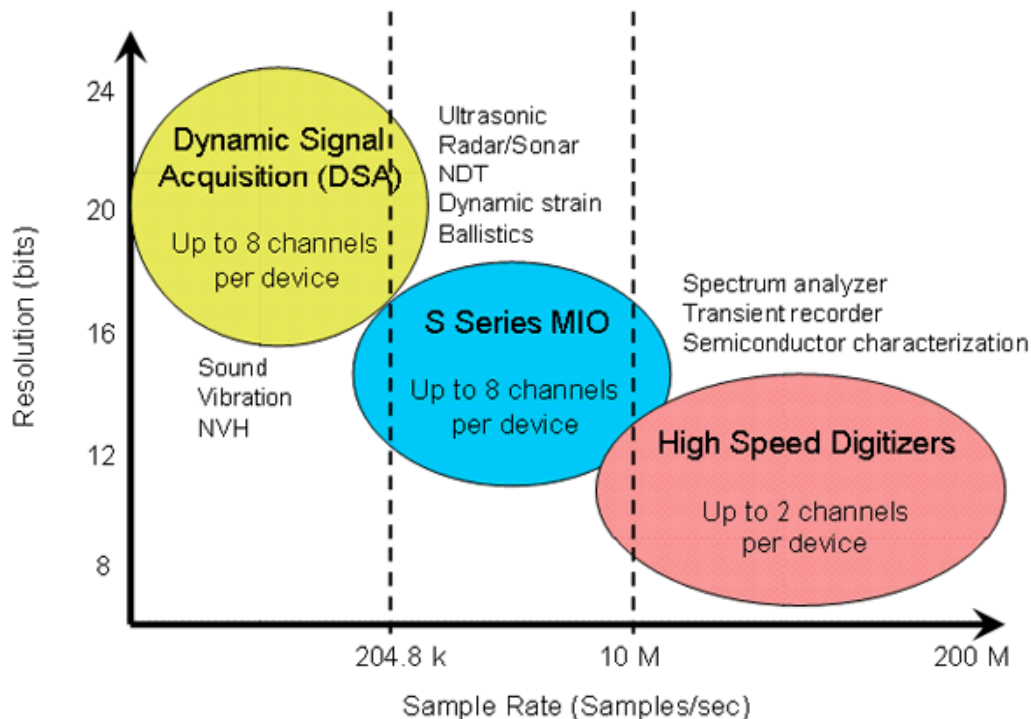 24
20
16
12
8
Resolution (bits)
Dynamic Signal
Acquisition (DSA)
Up to 8 channels
per device
Sound
Vibration
NVH
Ultrasonic
Radar/Sonar
NDT
Dynamic strain
Ballistics
S Series MIO
Up to 8 channels
per device
Spectrum analyzer
Transient recorder
Semiconductor characterization
High Speed Digitizers
Up to 2 channels
per device
204.8 k
10 M
200 M
Sample Rate (Samples/sec)